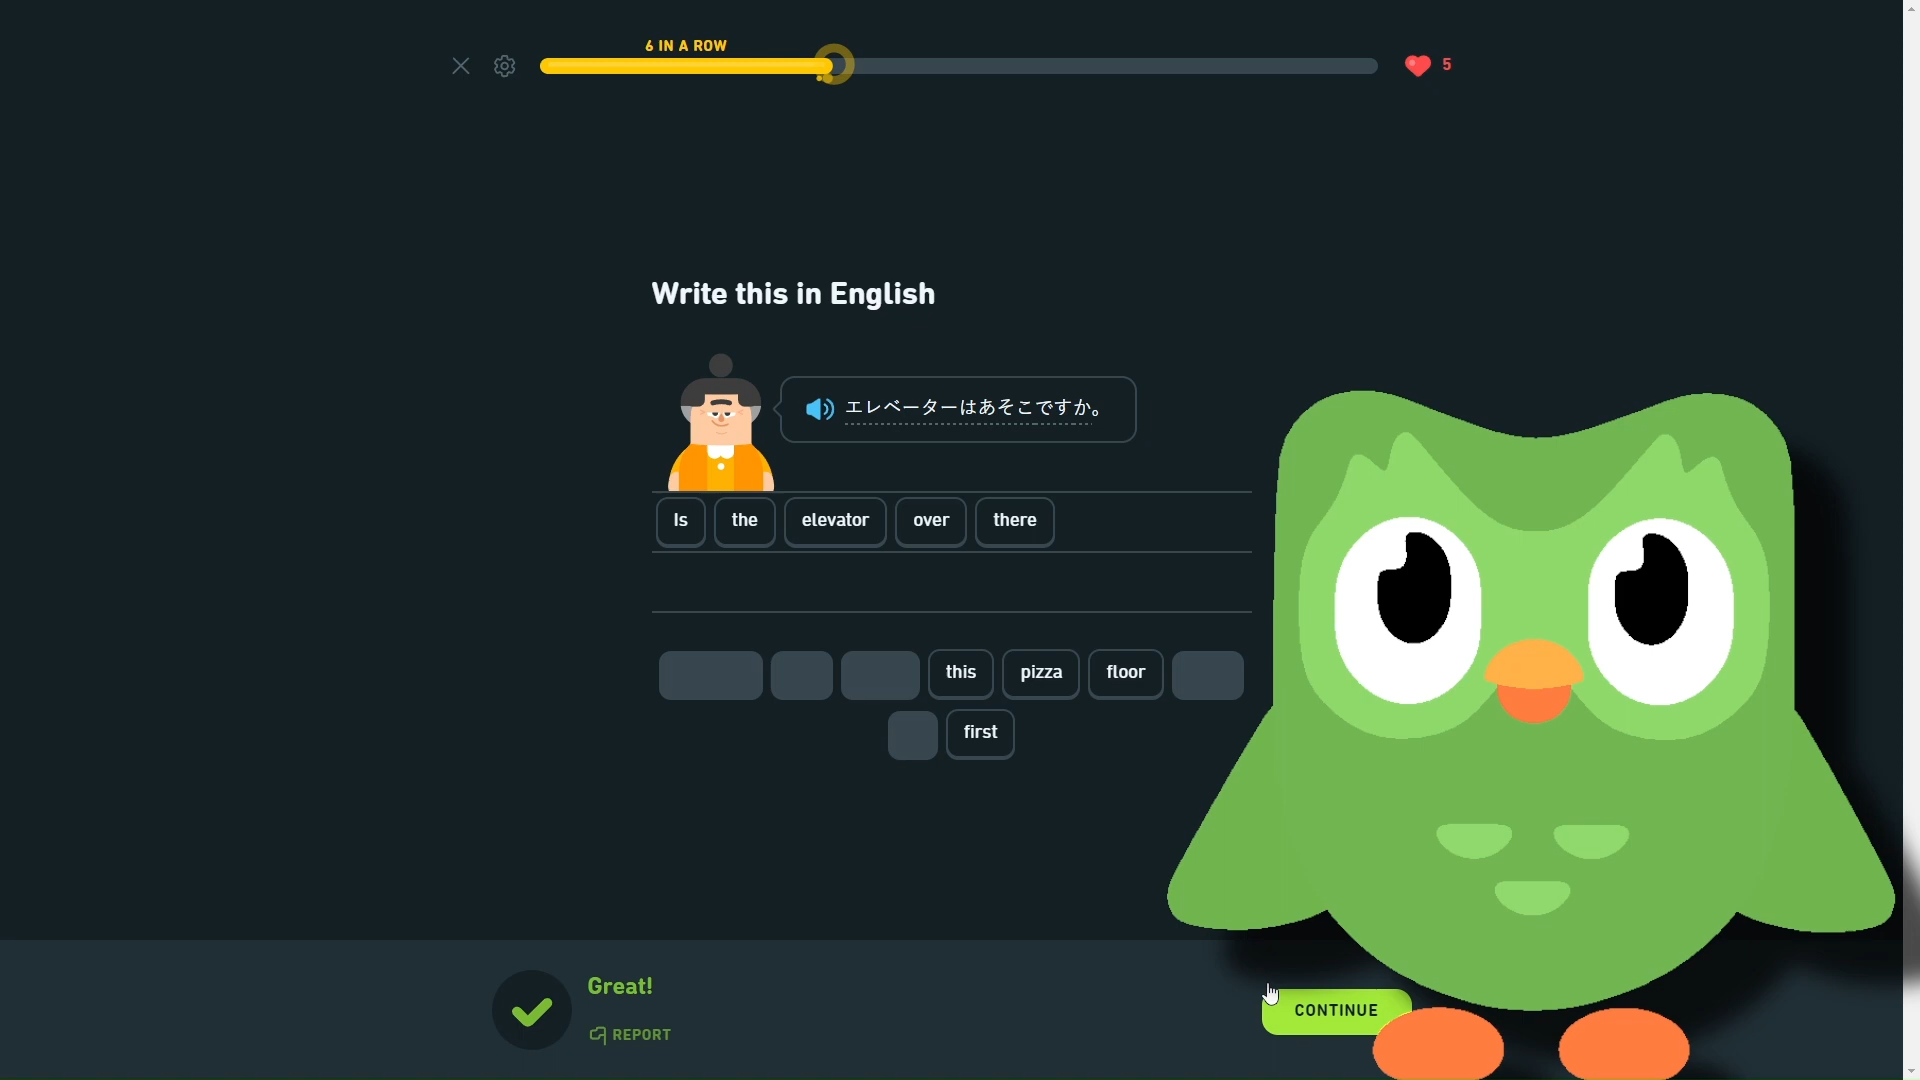 6 IN A ROW
5
Write this in English
エレベーターはあそこですか。
Is the elevator over there
this pizza floor
first
Great!
REPORT
CONTINUE